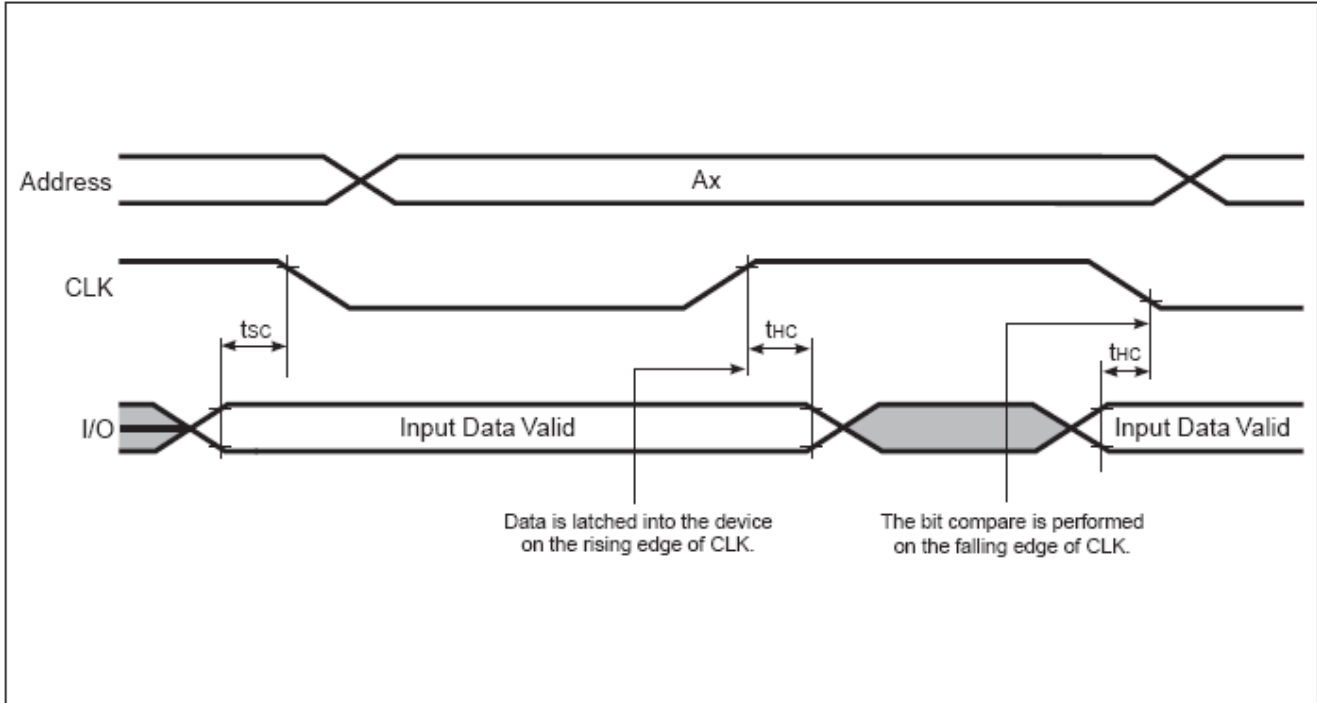 Address
Ax
CLK
tSC
tHC
tHC
I/O
Input Data Valid
Input Data Valid
Data is latched into the device
on the rising edge of CLK.
The bit compare is performed
on the falling edge of CLK.